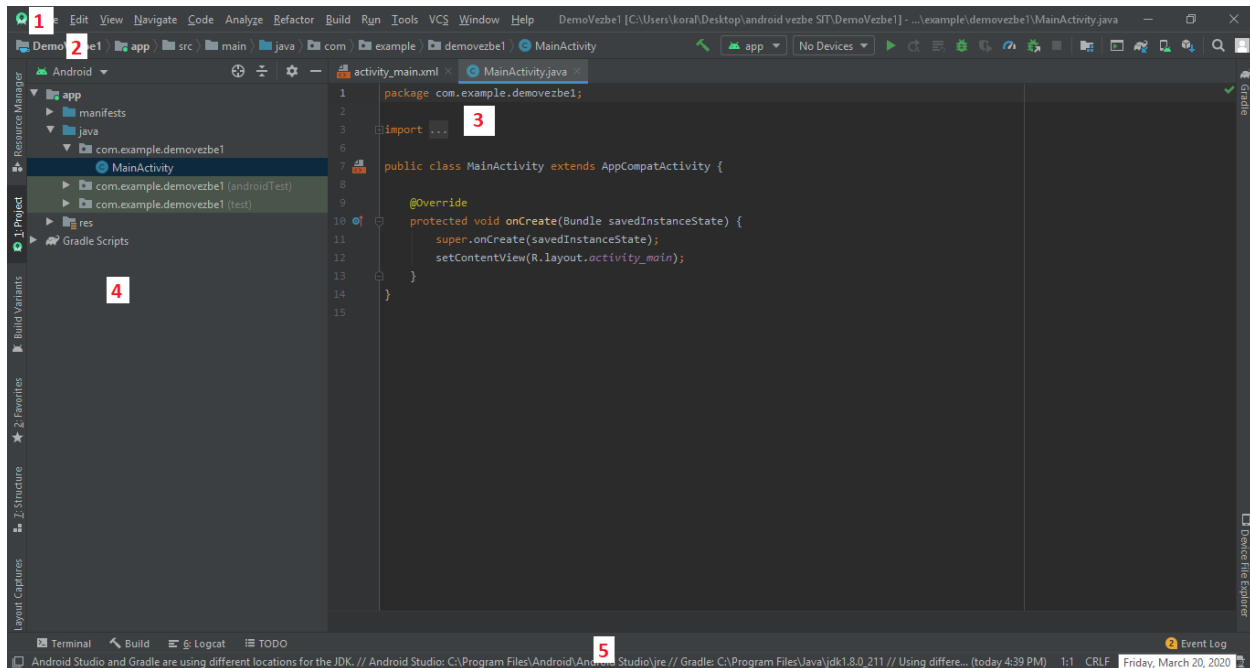 1 Edit View Navigate Code Analyze Refactor Build Run Tools VCS Window Help DemoVezbe1 [C:\Users\koral\Desktop\android vezbe SIT\DemoVezbe1] - ...\example\demovezbe1\MainActivity.java
2 app src main java com example demovezbe1 MainActivity app No Devices
Android
activity_main.xml MainActivity.java
Resource Manager
1: Project
Build Variants
2: Favorites
7: Structure
Layout Captures
app
manifests
java
com.example.demovezbe1
MainActivity
com.example.demovezbe1 (androidTest)
com.example.demovezbe1 (test)
res
Gradle Scripts
4
3
1 package com.example.demovezbe1;
2
3 import ...
6
7 public class MainActivity extends AppCompatActivity {
8
9 @Override
10 protected void onCreate(Bundle savedInstanceState) {
11 super.onCreate(savedInstanceState);
12 setContentView(R.layout.activity_main);
13 }
14 }
15
Gradle
Device File Explorer
Terminal Build 6: Logcat TODO 5 2 Event Log
Android Studio and Gradle are using different locations for the JDK. // Android Studio: C:\Program Files\Android\Android Studio\jre // Gradle: C:\Program Files\Java\jdk1.8.0_211 // Using differe... (today 4:39 PM) 1:1 CRLF Friday, March 20, 2020